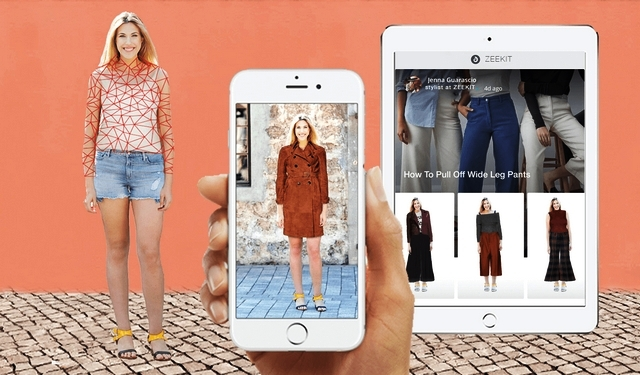 ZEEKIT
Jenna Guarascio
stylist at ZEEKIT 4d ago
How To Pull Off Wide Leg Pants